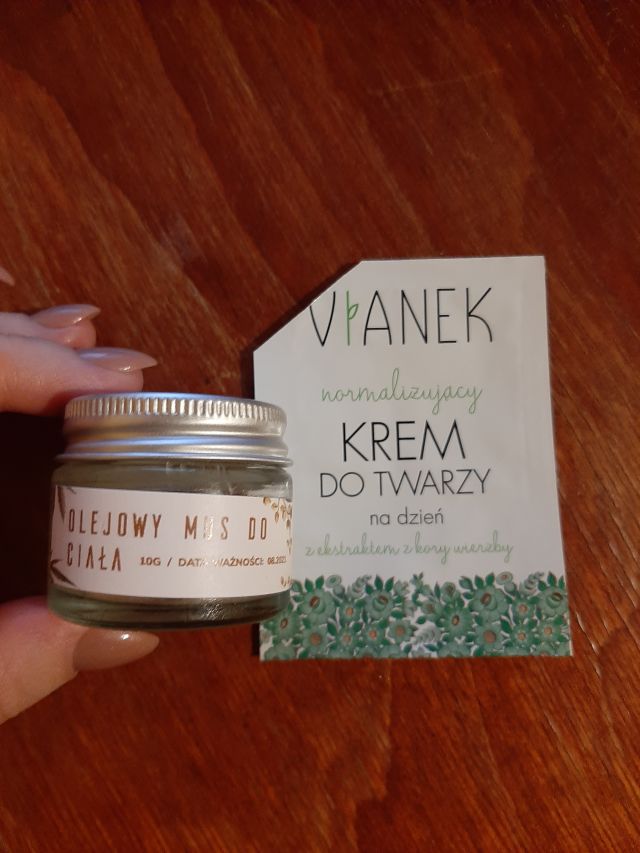 OLEJOWY MUS DO
CIAŁA 10G / DATA WAŻNOŚCI: 08.2023
VIANEK
normalizujący
KREM
DO TWARZY
na dzień
z ekstraktem z kory wierzby